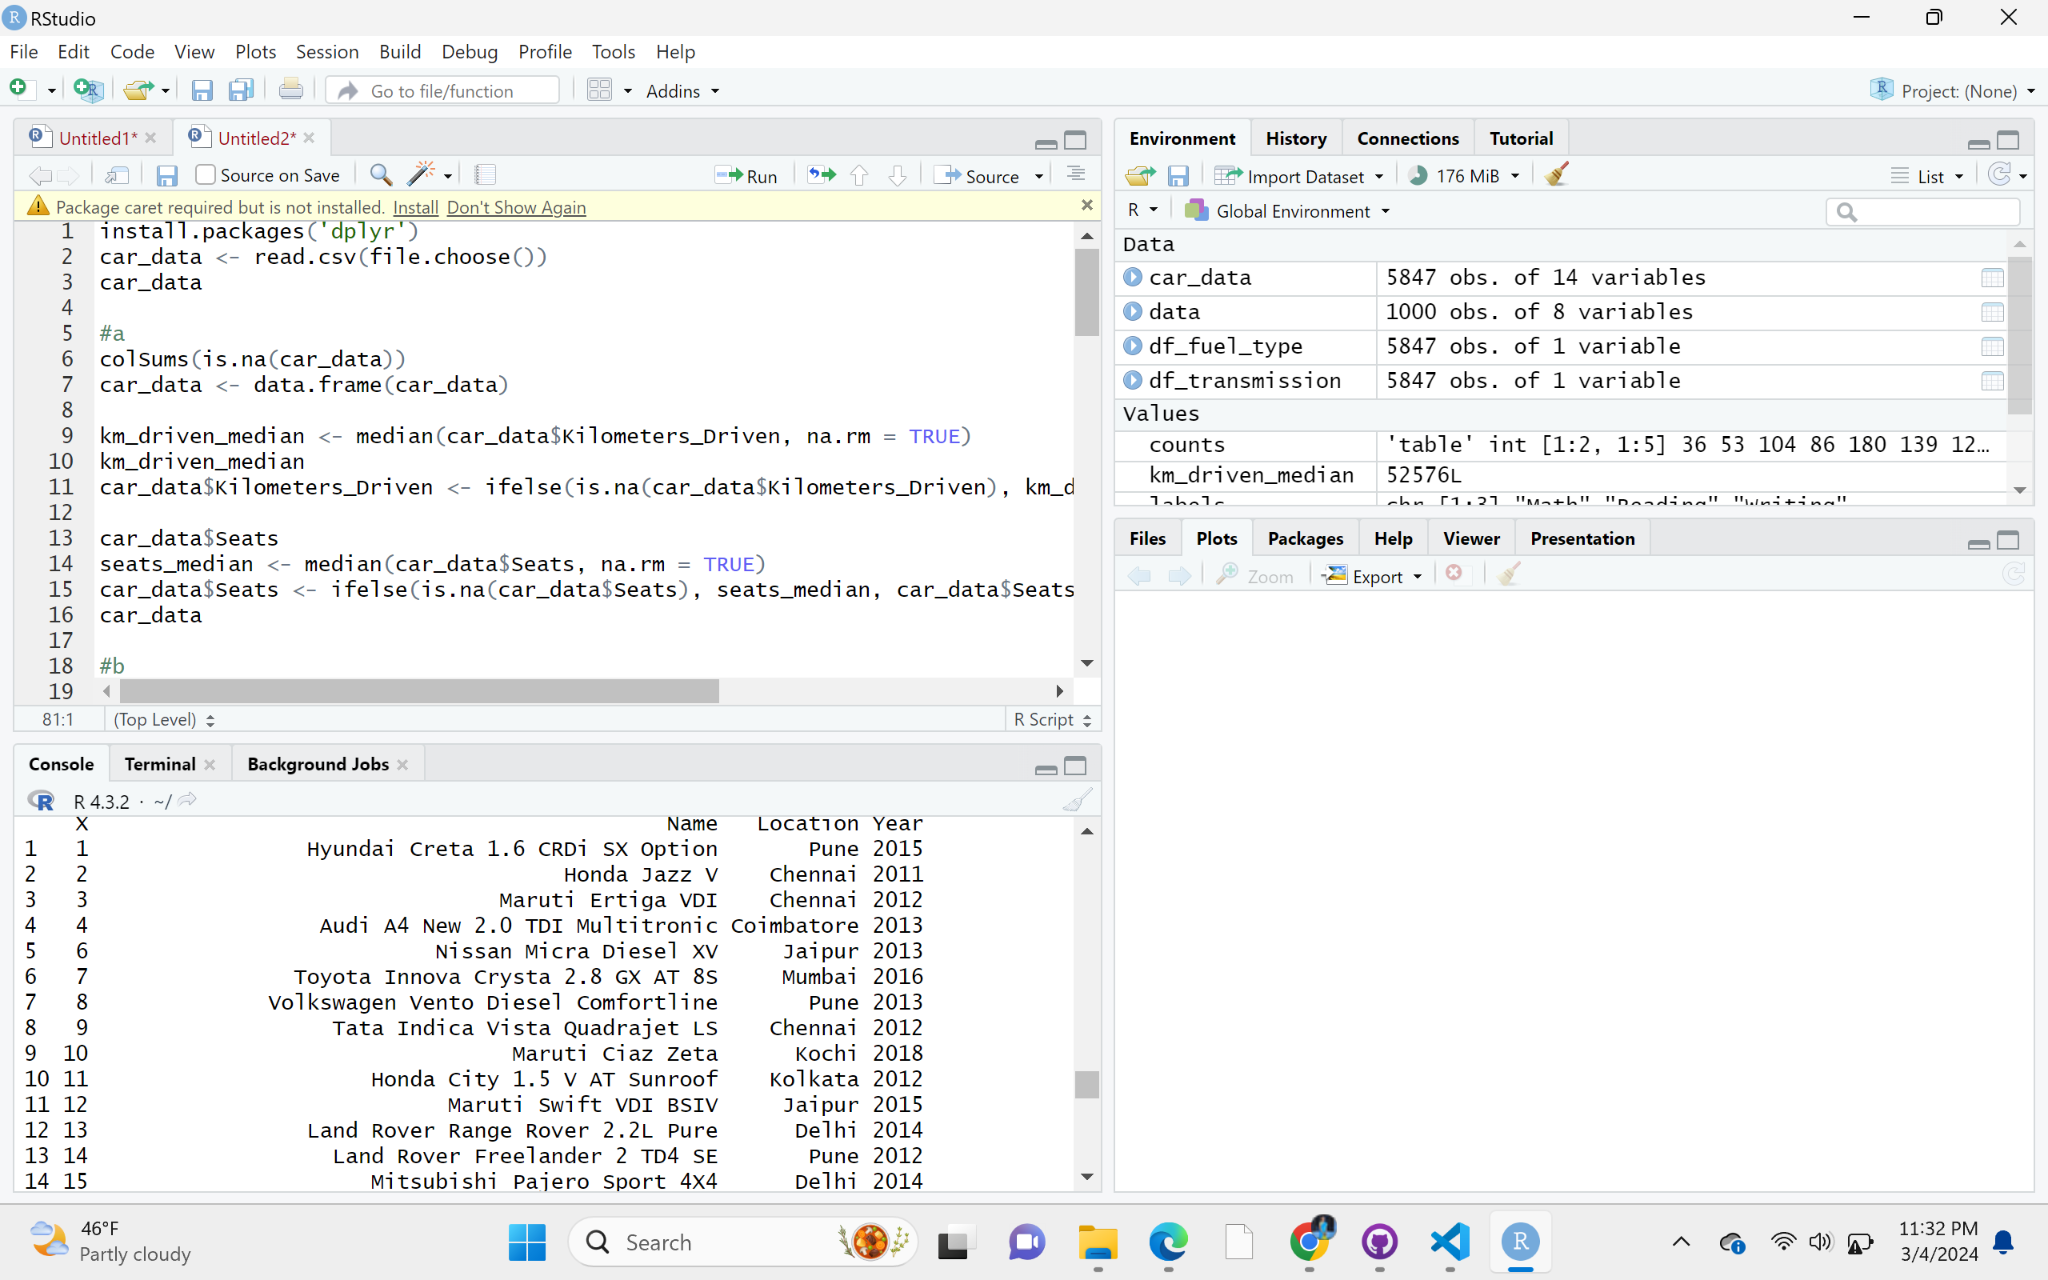 RStudio
File Edit Code View Plots Session Build Debug Profile Tools Help
Go to file/function Addins Project: (None)
Untitled1* Untitled2*
Source on Save Run Source
Package caret required but is not installed. Install Don't Show Again
1 install.packages('dplyr')
2 car_data <- read.csv(file.choose())
3 car_data
4
5 #a
6 colSums(is.na(car_data))
7 car_data <- data.frame(car_data)
8
9 km_driven_median <- median(car_data$Kilometers_Driven, na.rm = TRUE)
10 km_driven_median
11 car_data$Kilometers_Driven <- ifelse(is.na(car_data$Kilometers_Driven), km_d
12
13 car_data$Seats
14 seats_median <- median(car_data$Seats, na.rm = TRUE)
15 car_data$Seats <- ifelse(is.na(car_data$Seats), seats_median, car_data$Seats
16 car_data
17
18 #b
19
81:1 (Top Level) R Script
Console Terminal Background Jobs
R 4.3.2 · ~/
X Name Location Year
1 1 Hyundai Creta 1.6 CRDi SX Option Pune 2015
2 2 Honda Jazz V Chennai 2011
3 3 Maruti Ertiga VDI Chennai 2012
4 4 Audi A4 New 2.0 TDI Multitronic Coimbatore 2013
5 6 Nissan Micra Diesel XV Jaipur 2013
6 7 Toyota Innova Crysta 2.8 GX AT 8S Mumbai 2016
7 8 Volkswagen Vento Diesel Comfortline Pune 2013
8 9 Tata Indica Vista Quadrajet LS Chennai 2012
9 10 Maruti Ciaz Zeta Kochi 2018
10 11 Honda City 1.5 V AT Sunroof Kolkata 2012
11 12 Maruti Swift VDI BSIV Jaipur 2015
12 13 Land Rover Range Rover 2.2L Pure Delhi 2014
13 14 Land Rover Freelander 2 TD4 SE Pune 2012
14 15 Mitsubishi Pajero Sport 4X4 Delhi 2014
Environment History Connections Tutorial
Import Dataset 176 MiB List
R Global Environment
Data
car_data 5847 obs. of 14 variables
data 1000 obs. of 8 variables
df_fuel_type 5847 obs. of 1 variable
df_transmission 5847 obs. of 1 variable
Values
counts 'table' int [1:2, 1:5] 36 53 104 86 180 139 12…
km_driven_median 52576L
labels chr [1:3] "Math" "Reading" "Writing"
Files Plots Packages Help Viewer Presentation
Zoom Export
46°F
Partly cloudy
Search
11:32 PM
3/4/2024